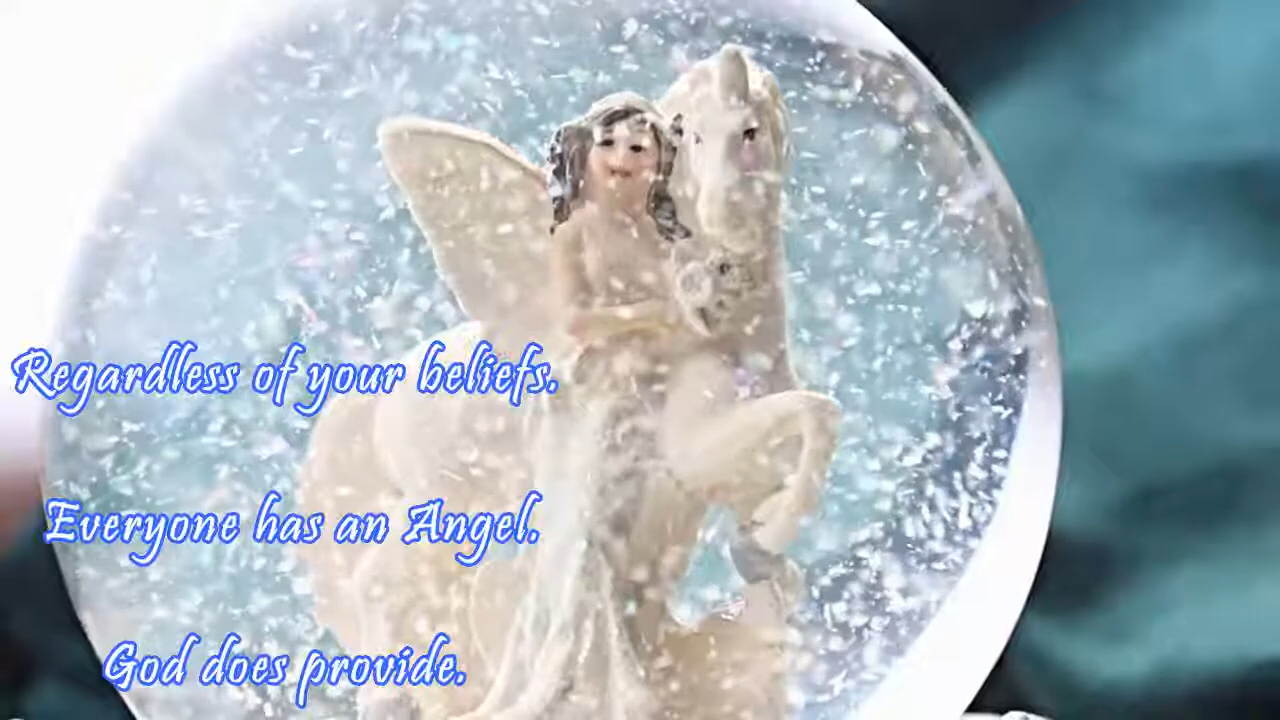 Regardless of your beliefs.
Everyone has an Angel.
God does provide.